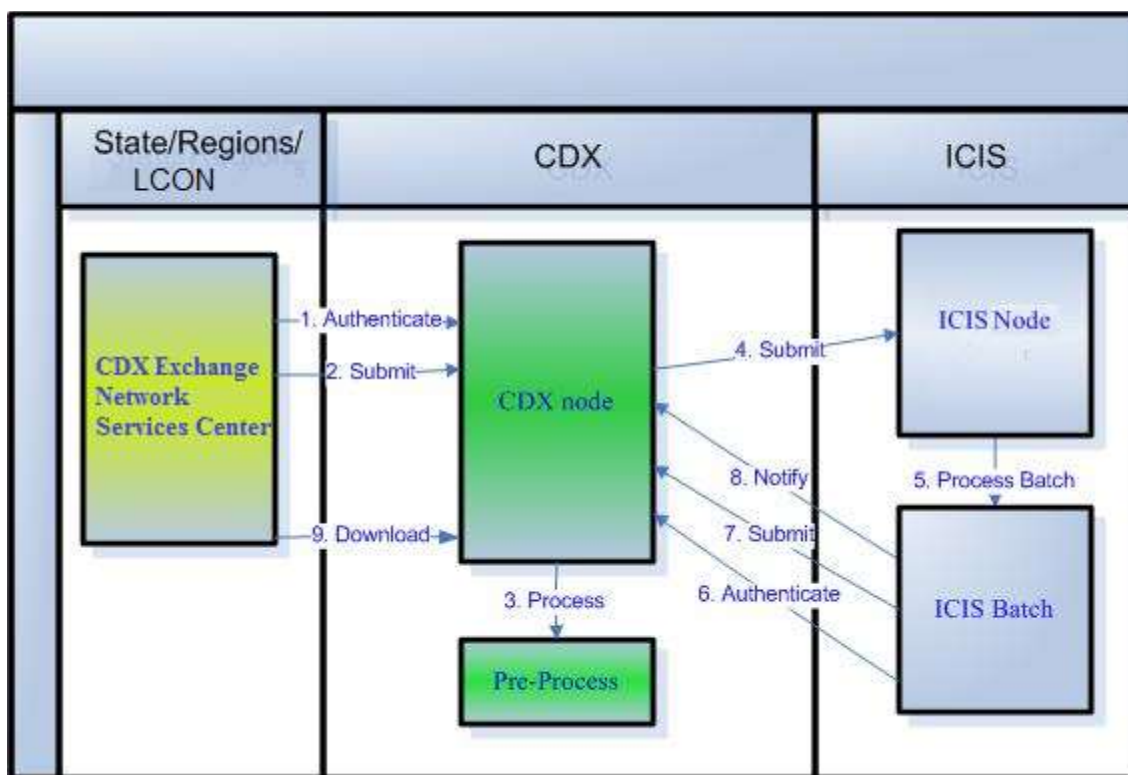 State/Regions/
LCON
CDX
ICIS
CDX Exchange
Network
Services Center
1. Authenticate
2. Submit
9. Download
CDX node
3. Process
Pre-Process
4. Submit
ICIS Node
5. Process Batch
8. Notify
7. Submit
6. Authenticate
ICIS Batch